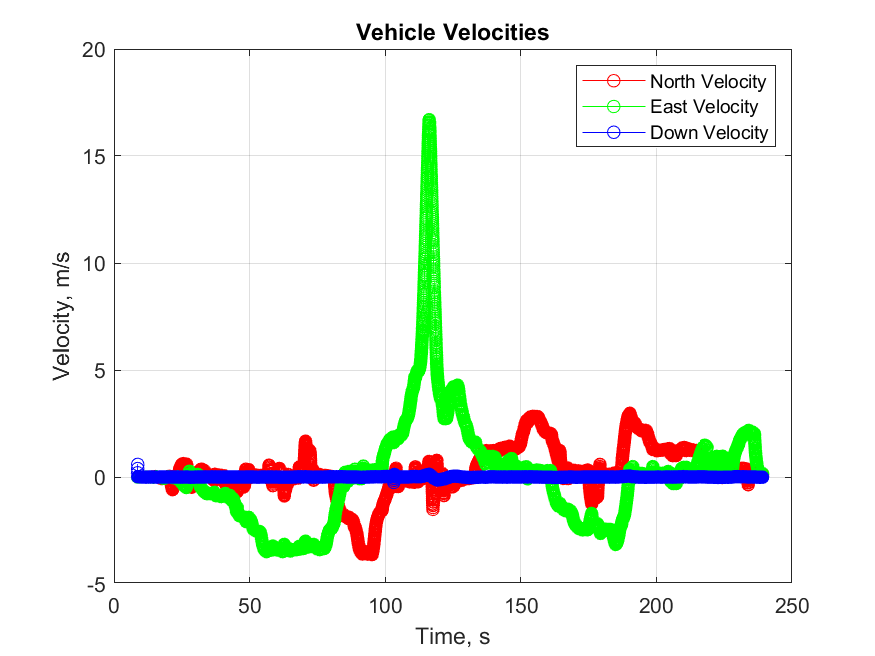 Vehicle Velocities
20
15
10
5
0
-5
Velocity, m/s
North Velocity
East Velocity
Down Velocity
0 50 100 150 200 250
Time, s